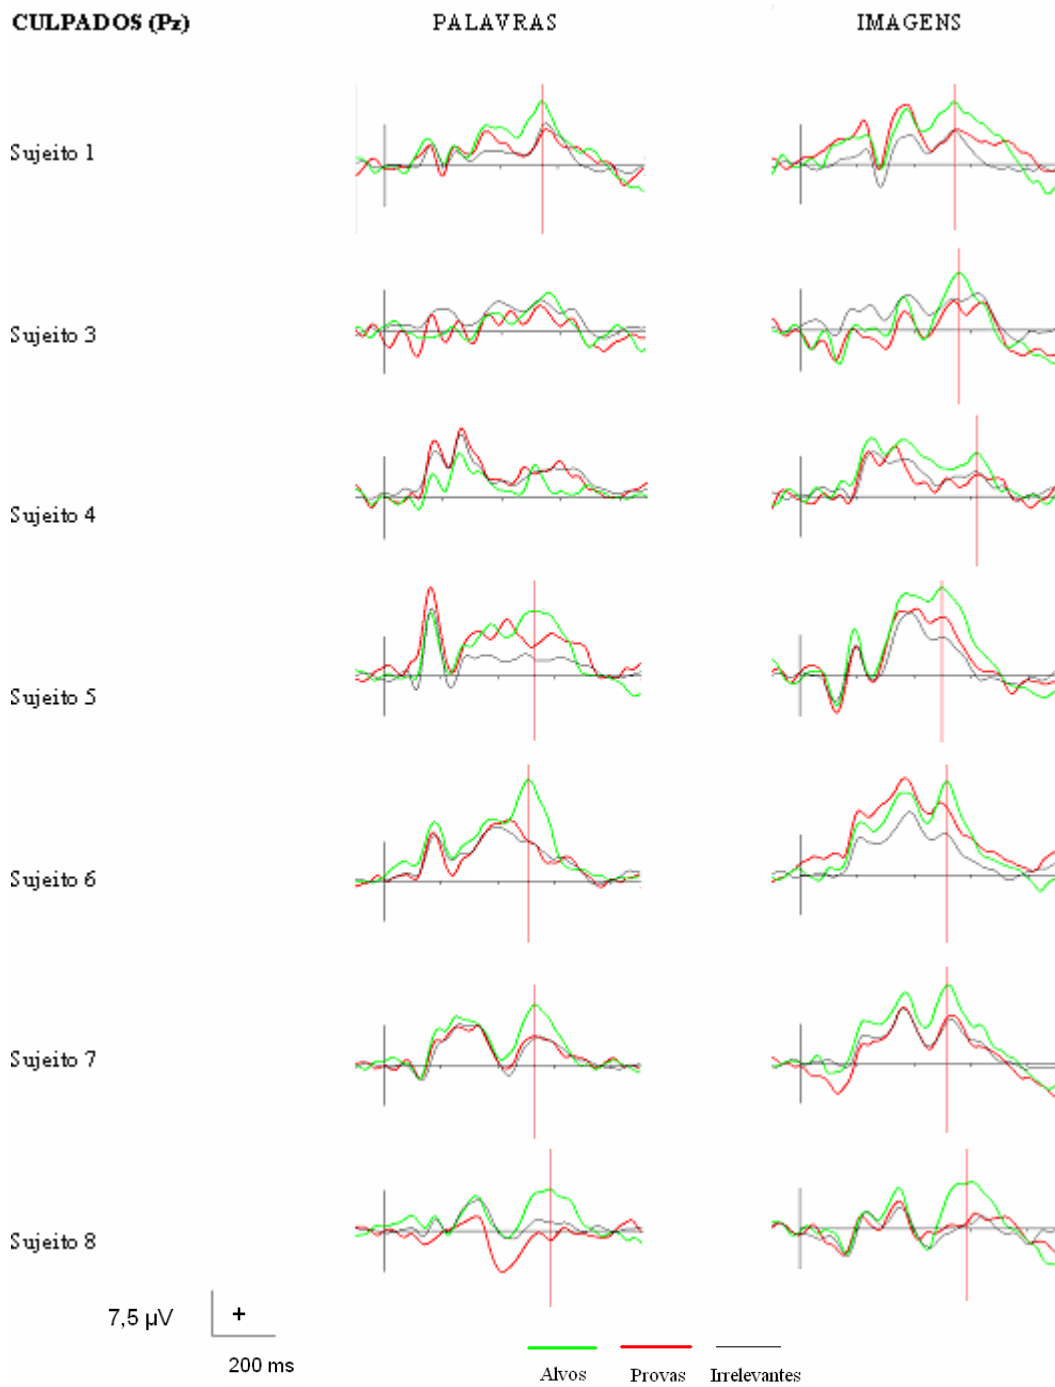 CULPADOS (Pz) PALAVRAS IMAGENS
Sujeito 1
Sujeito 3
Sujeito 4
Sujeito 5
Sujeito 6
Sujeito 7
Sujeito 8
7,5 µV +
200 ms
Alvos Provas Irrelevantes